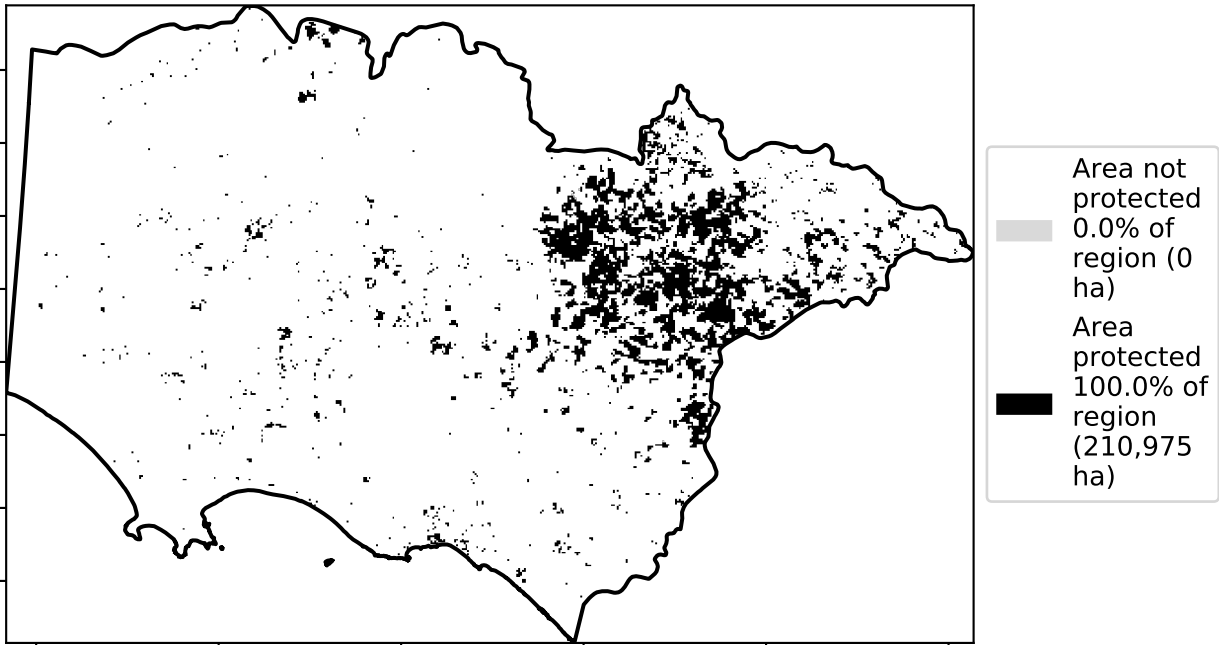 Area not
protected
0.0% of
region (0
ha)
Area
protected
100.0% of
region
(210,975
ha)